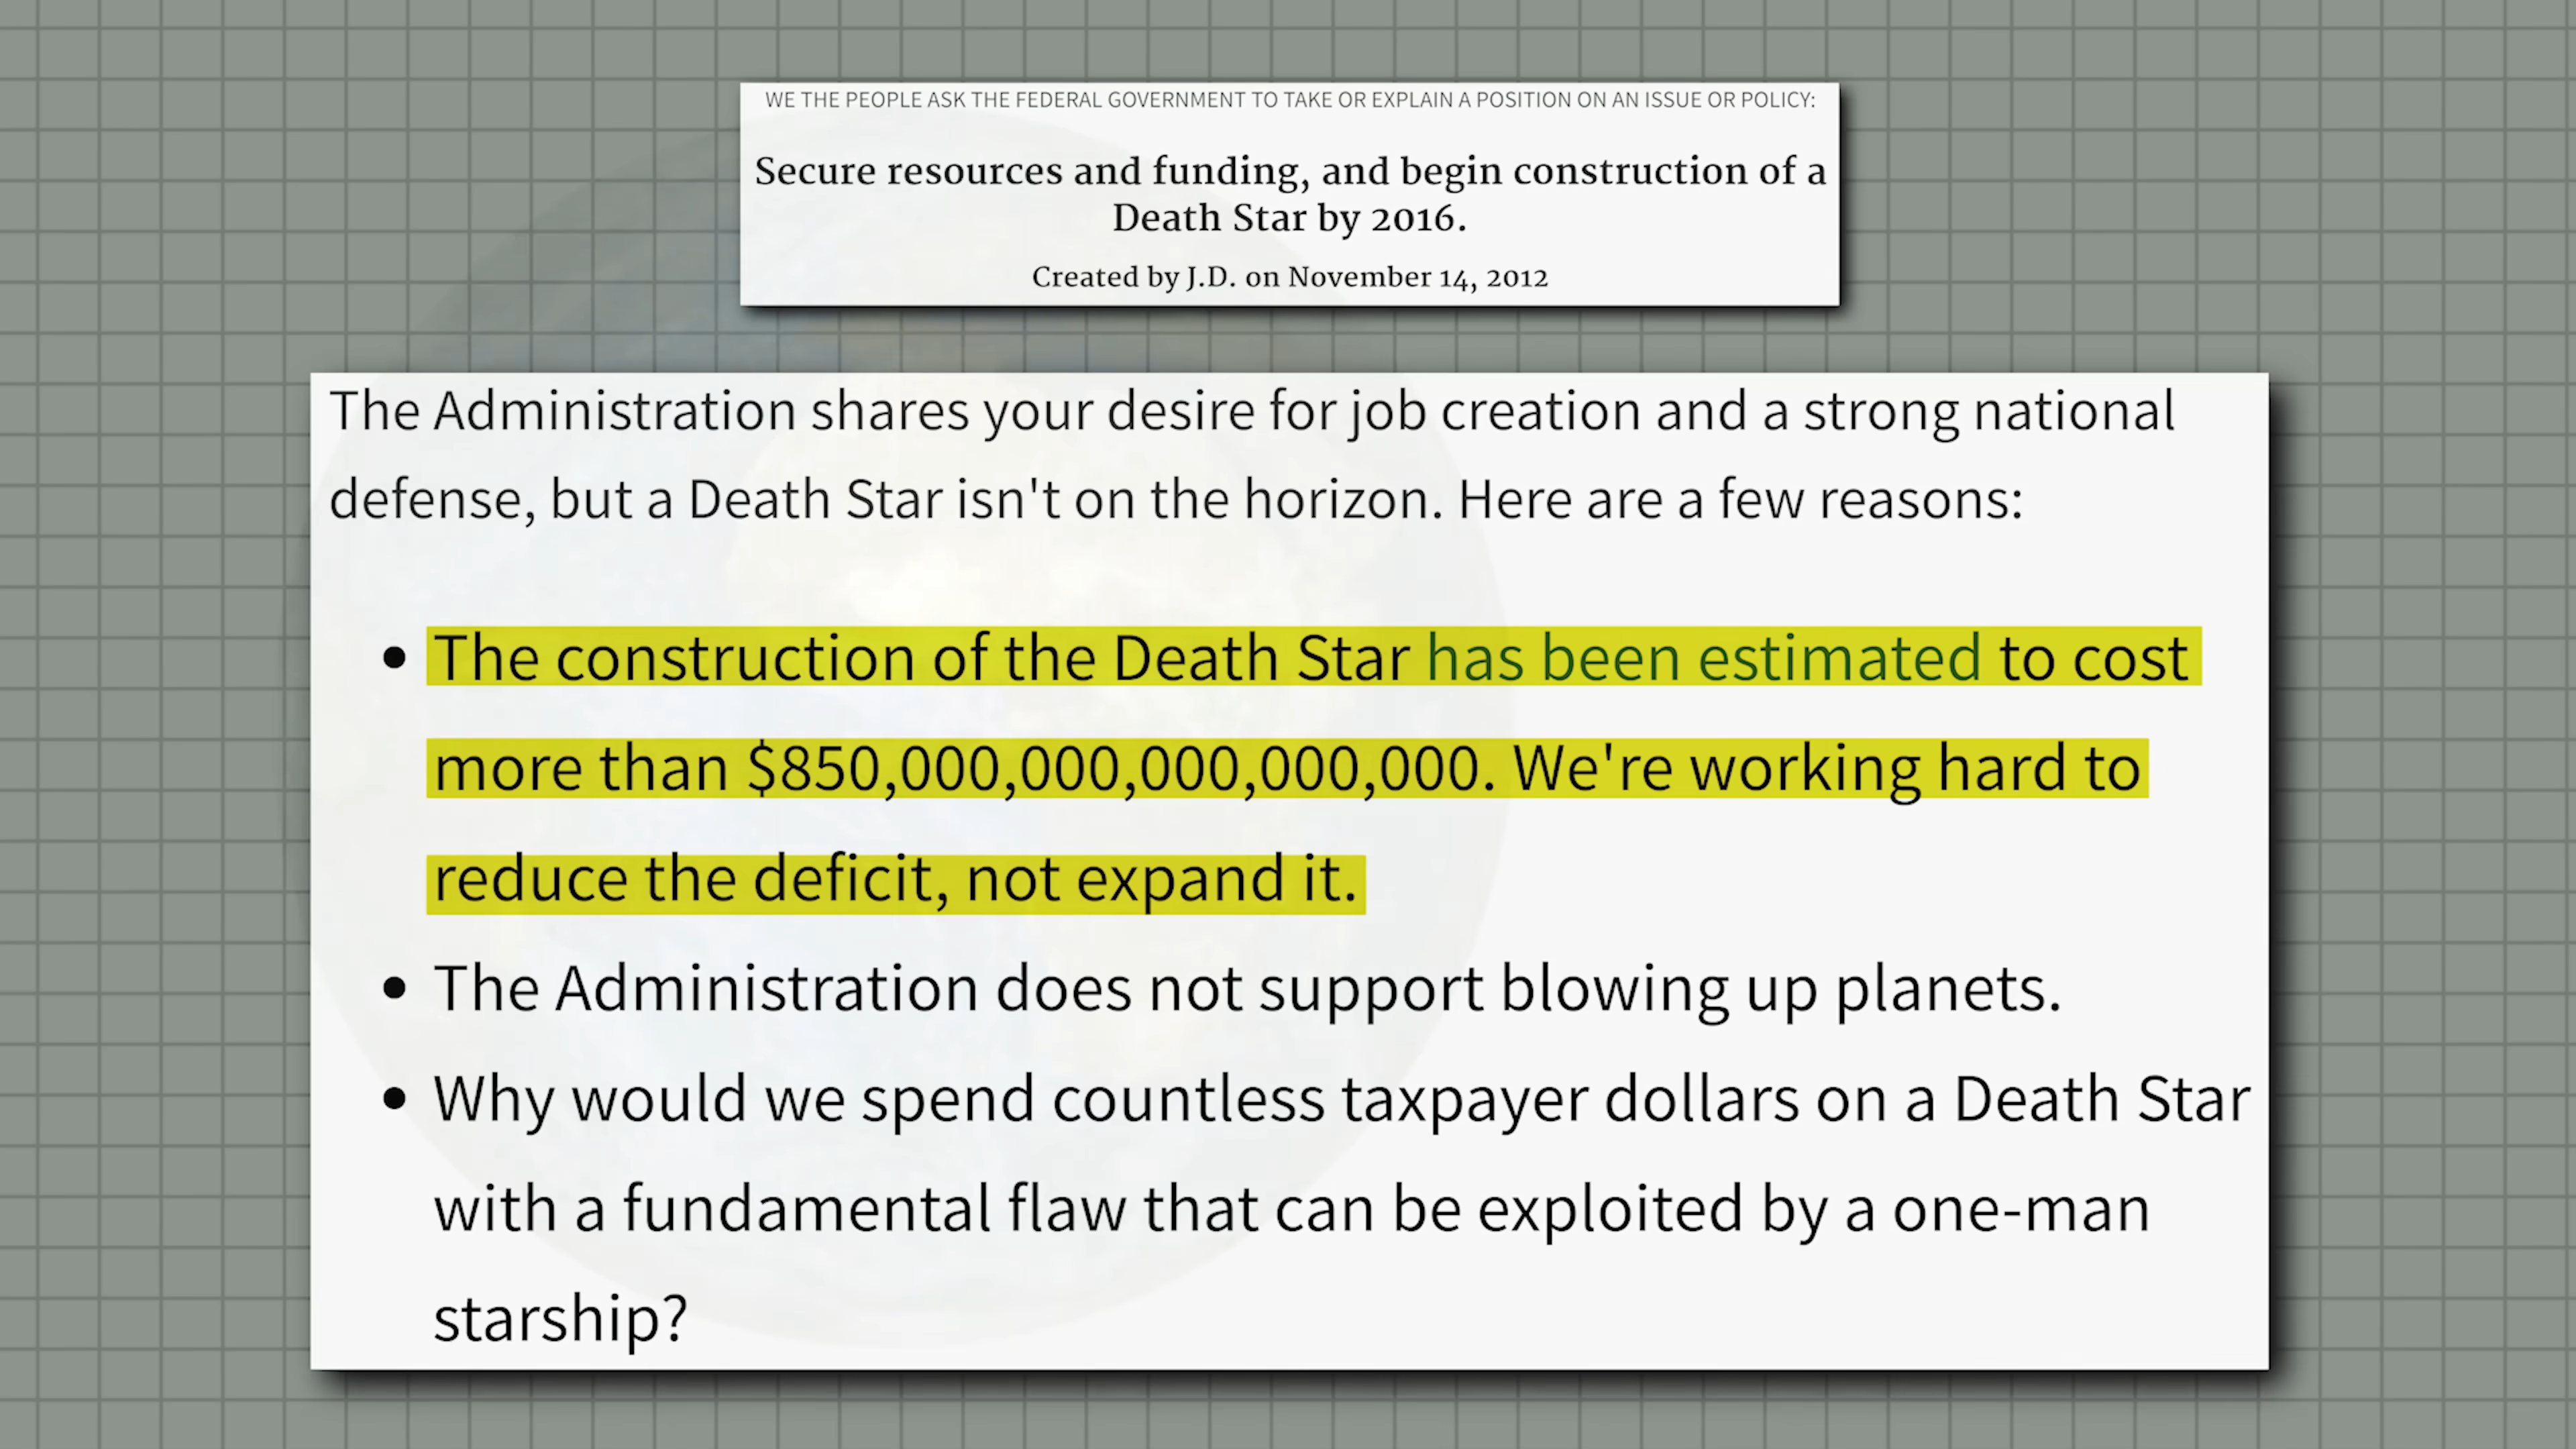 WE THE PEOPLE ASK THE FEDERAL GOVERNMENT TO TAKE OR EXPLAIN A POSITION ON AN ISSUE OR POLICY:
Secure resources and funding, and begin construction of a
Death Star by 2016.
Created by J.D. on November 14, 2012
The Administration shares your desire for job creation and a strong national
defense, but a Death Star isn't on the horizon. Here are a few reasons:
• The construction of the Death Star has been estimated to cost
more than $850,000,000,000,000,000. We're working hard to
reduce the deficit, not expand it.
• The Administration does not support blowing up planets.
• Why would we spend countless taxpayer dollars on a Death Star
with a fundamental flaw that can be exploited by a one-man
starship?